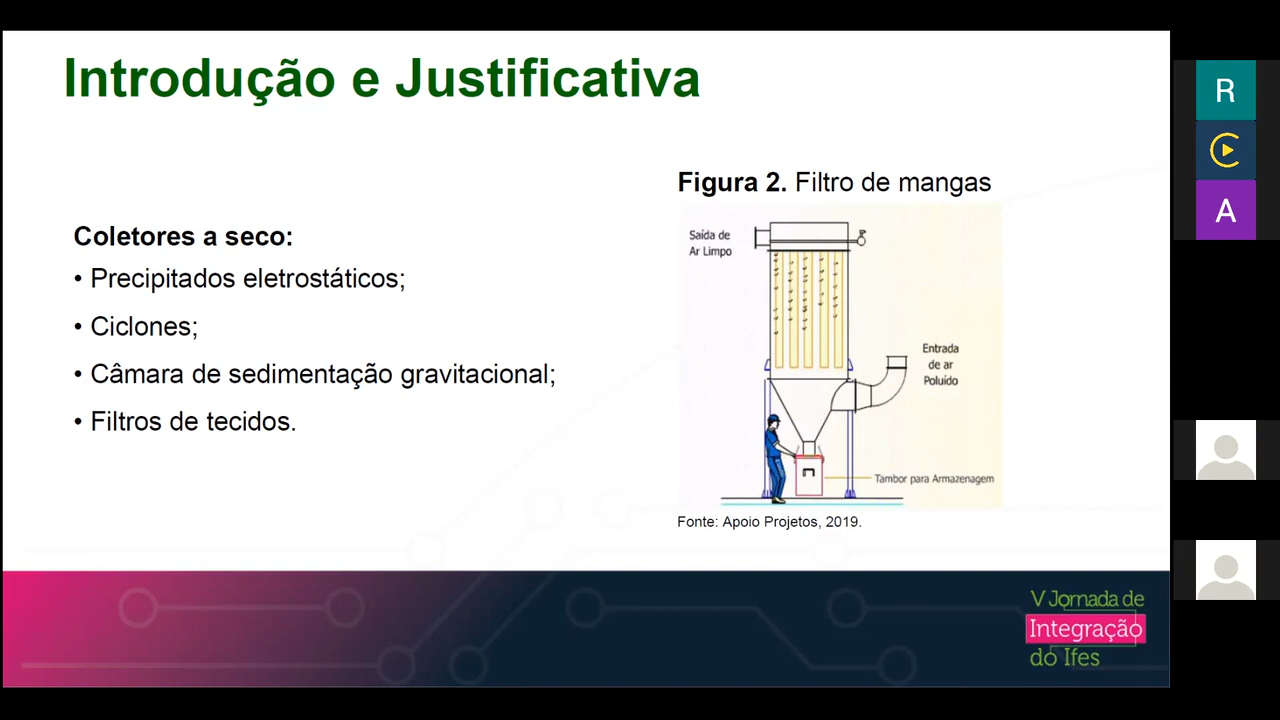 Introdução e Justificativa
Coletores a seco:
• Precipitados eletrostáticos;
• Ciclones;
• Câmara de sedimentação gravitacional;
• Filtros de tecidos.
Figura 2. Filtro de mangas
Saída de
Ar Limpo
Entrada
de ar
Poluído
Tambor para Armazenagem
Fonte: Apoio Projetos, 2019.
V Jornada de
Integração
do Ifes
R
C
A